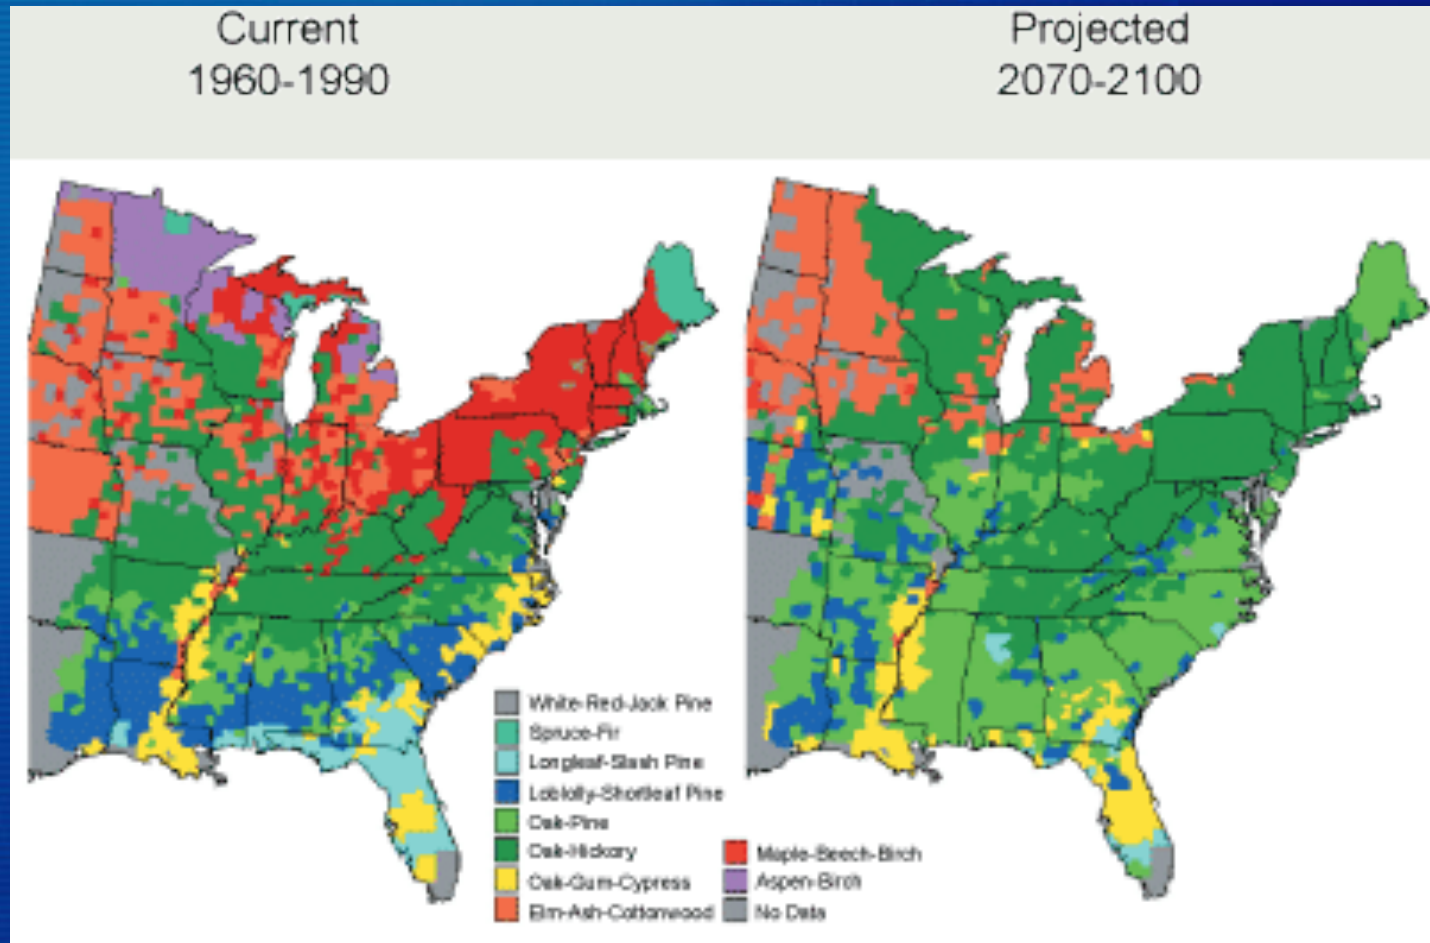 Current
1960-1990
Projected
2070-2100
White-Red-Jack Pine
Spruce-Fir
Longleaf-Slash Pine
Loblolly-Shortleaf Pine
Oak-Pine
Oak-Hickory
Oak-Gum-Cypress
Elm-Ash-Cottonwood
Maple-Beech-Birch
Aspen-Birch
No Data